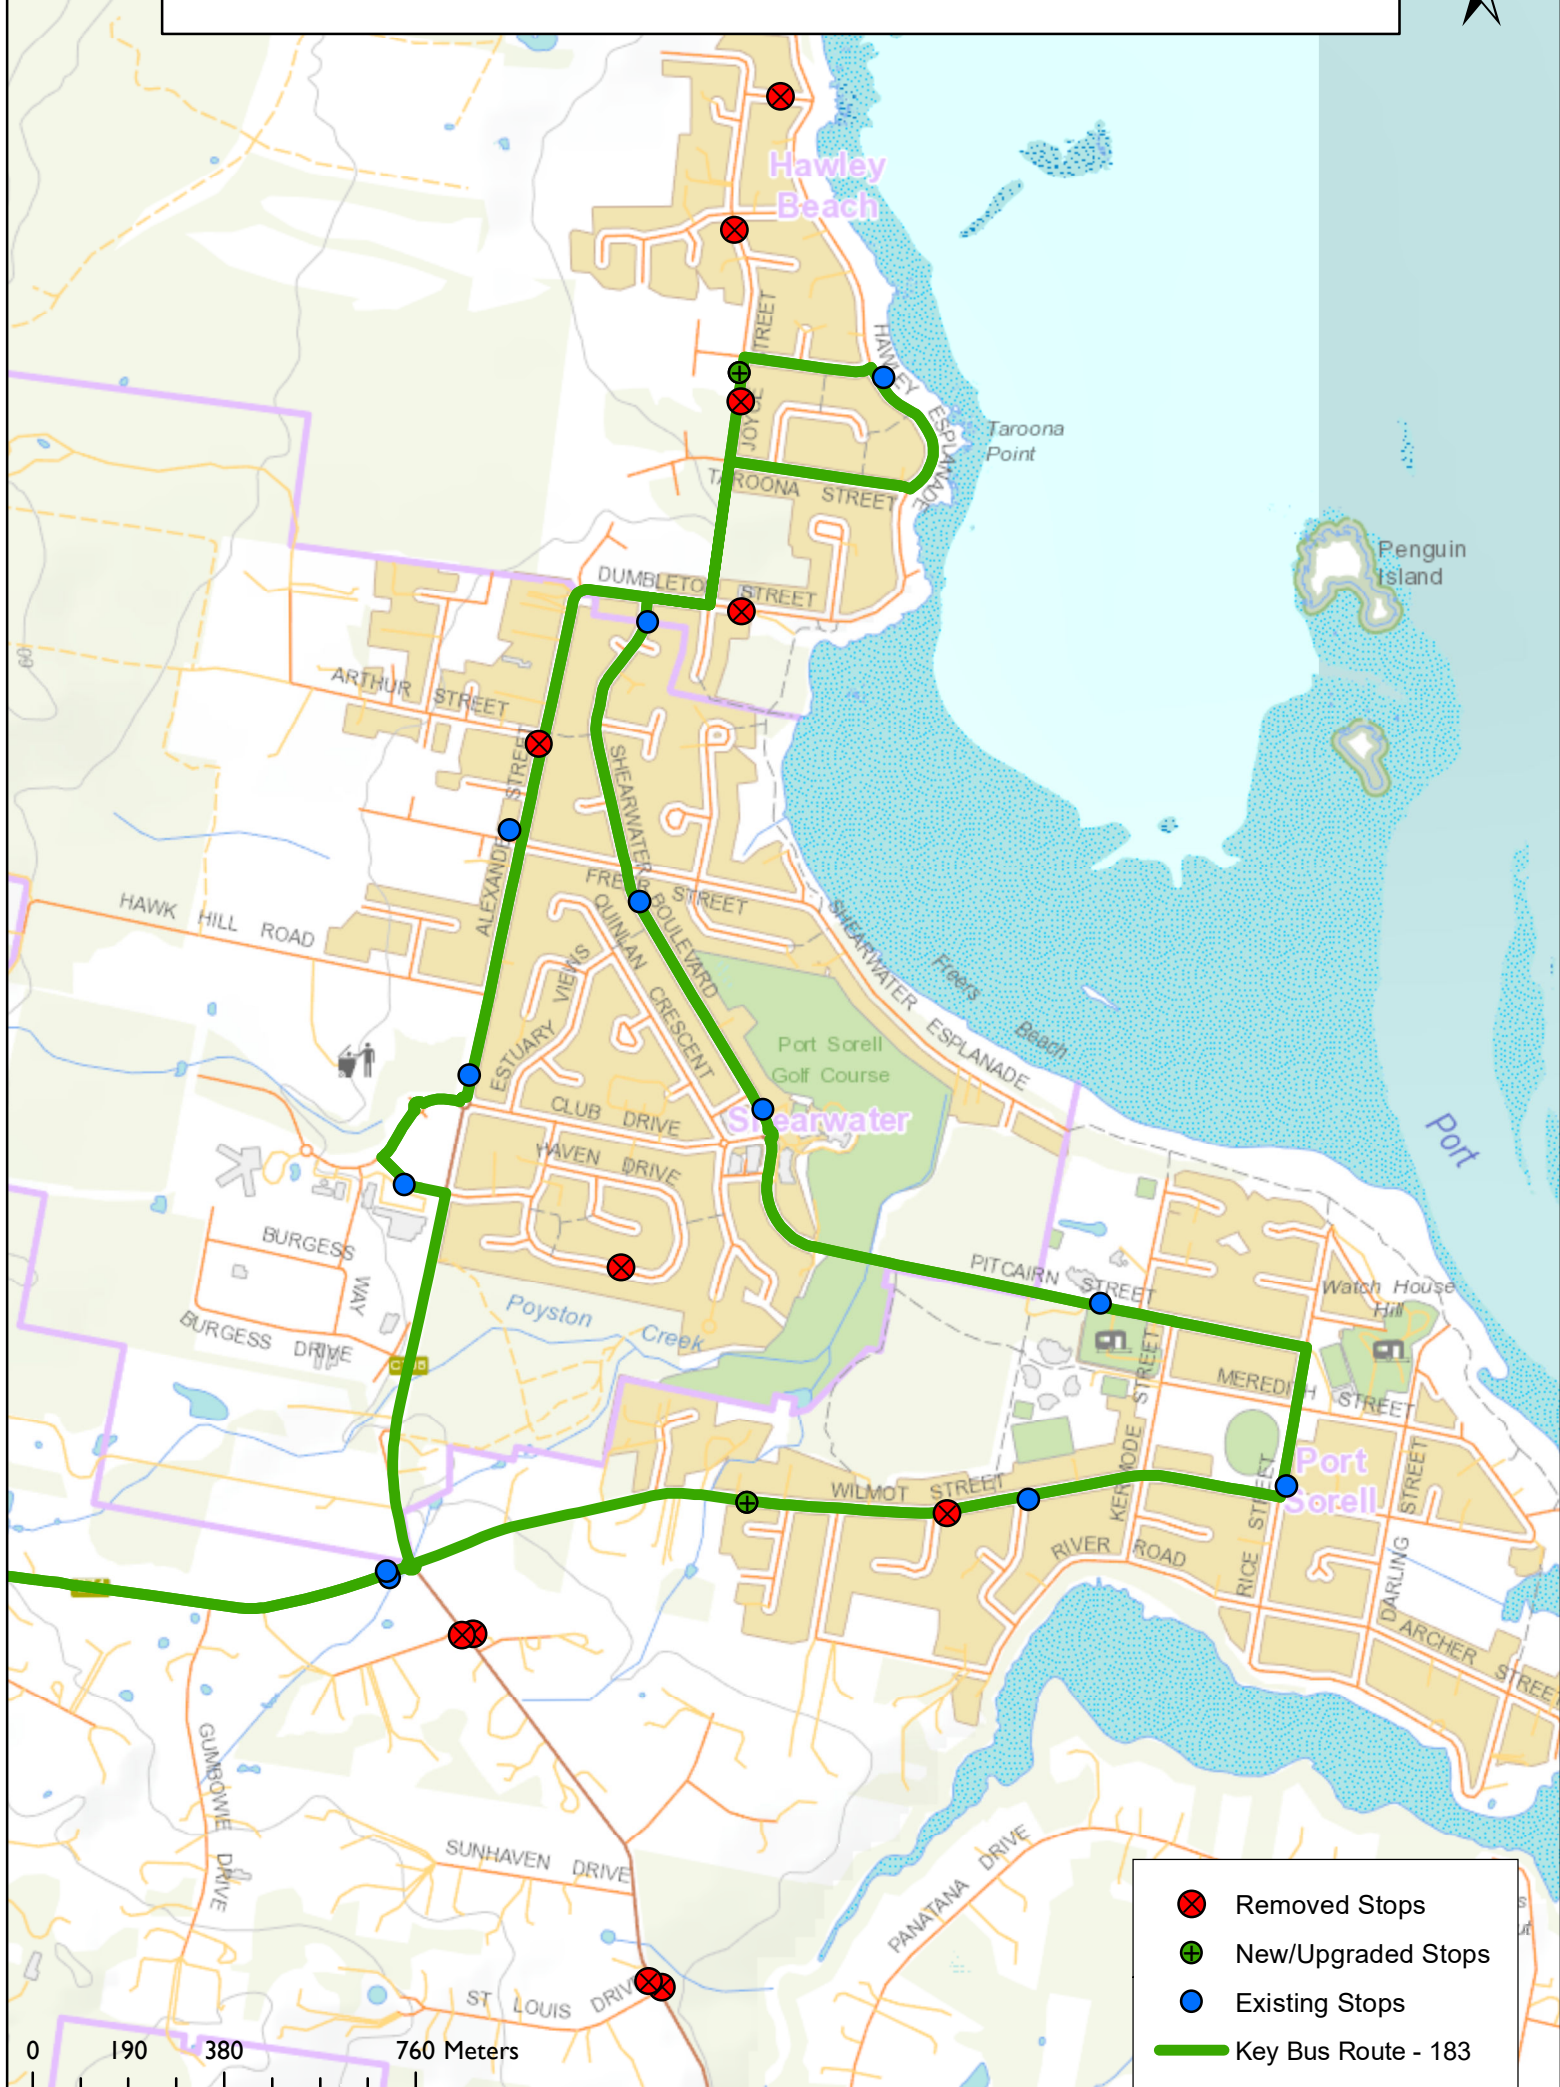 Hawley
Beach
STREET
HAWLEY ESPLANADE
JOYCE
Taroona
Point
TAROONA STREET
Penguin
Island
DUMBLETON STREET
60
ARTHUR STREET
ALEXANDER STREET
SHEARWATER BOULEVARD
FREER STREET
HAWK HILL ROAD
QUINLAN CRESCENT
ESTUARY VIEWS
SHEARWATER ESPLANADE
Freers Beach
Port Sorell
Golf Course
Shearwater
CLUB DRIVE
HAVEN DRIVE
Port
BURGESS WAY
BURGESS DRIVE
Poyston Creek
PITCAIRN STREET
Watch House
Hill
MEREDITH STREET
KERMODE STREET
Port
Sorell
WILMOT STREET
RICE STREET
DARLING STREET
RIVER ROAD
ARCHER STREET
GUMBOWIE DRIVE
SUNHAVEN DRIVE
PANATANA DRIVE
ST LOUIS DRIVE
Removed Stops
New/Upgraded Stops
Existing Stops
Key Bus Route - 183
0 190 380 760 Meters